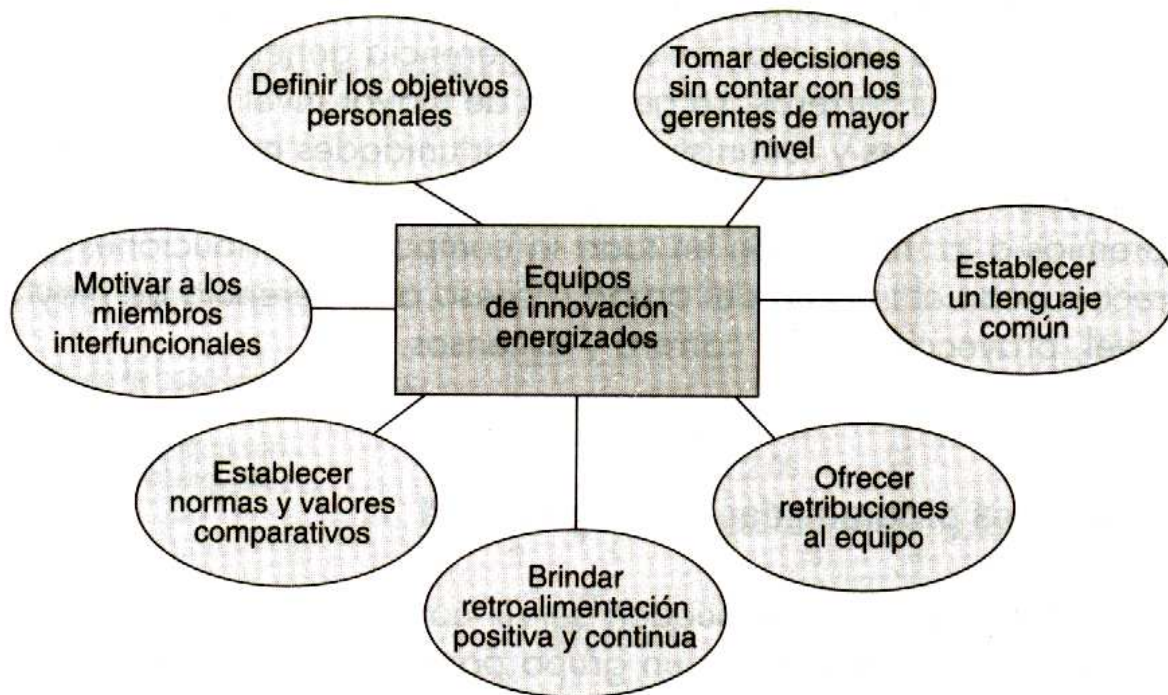 Definir los objetivos
personales
Tomar decisiones
sin contar con los
gerentes de mayor
nivel
Motivar a los
miembros
interfuncionales
Equipos
de innovación
energizados
Establecer
un lenguaje
común
Establecer
normas y valores
comparativos
Brindar
retroalimentación
positiva y continua
Ofrecer
retribuciones
al equipo